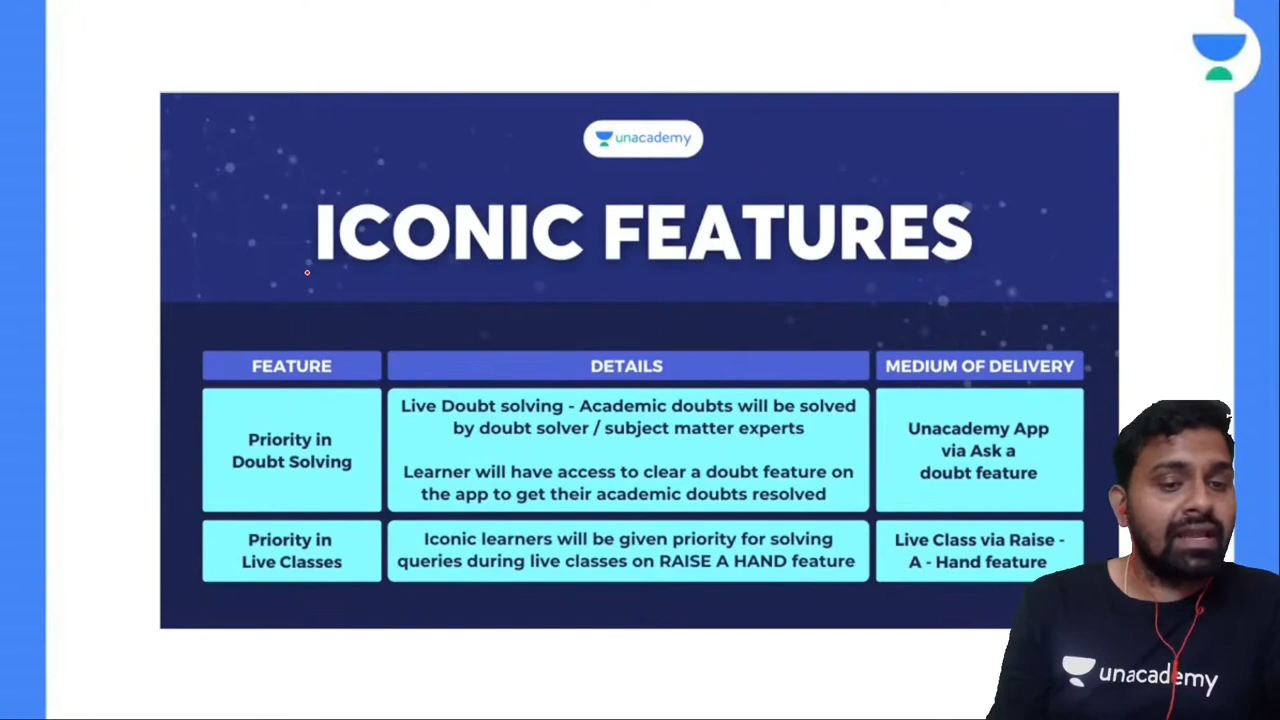 unacademy
ICONIC FEATURES
FEATURE
DETAILS
MEDIUM OF DELIVERY
Priority in
Doubt Solving
Live Doubt solving - Academic doubts will be solved
by doubt solver / subject matter experts
Learner will have access to clear a doubt feature on
the app to get their academic doubts resolved
Unacademy App
via Ask a
doubt feature
Priority in
Live Classes
Iconic learners will be given priority for solving
queries during live classes on RAISE A HAND feature
Live Class via Raise -
A - Hand feature
unacademy